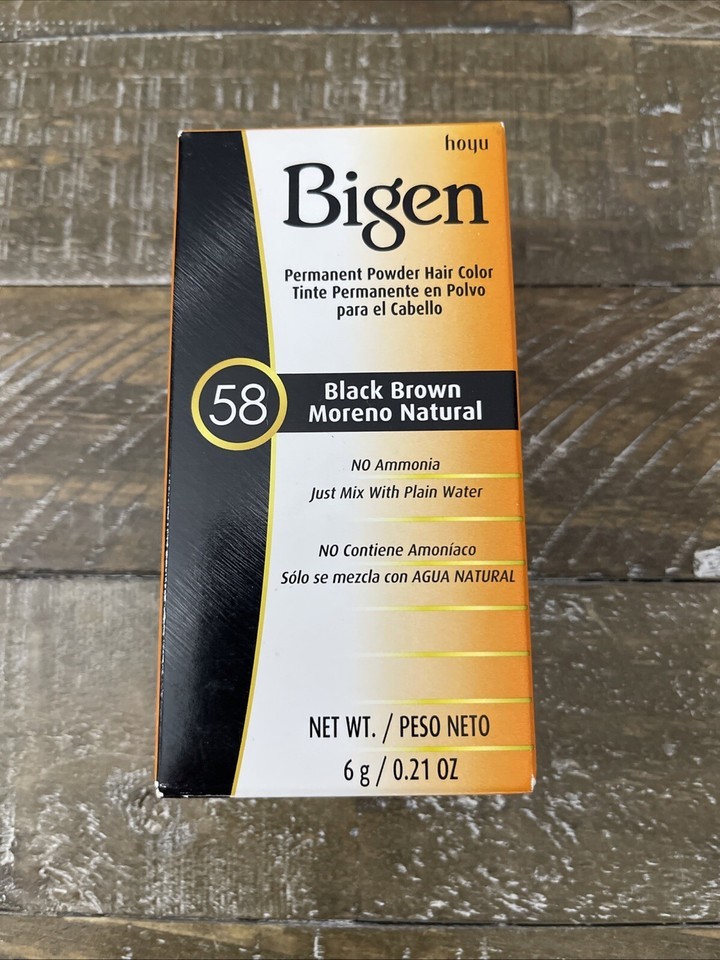 hoyu
Bigen
Permanent Powder Hair Color
Tinte Permanente en Polvo
para el Cabello
58
Black Brown
Moreno Natural
NO Ammonia
Just Mix With Plain Water
NO Contiene Amoníaco
Sólo se mezcla con AGUA NATURAL
NET WT. / PESO NETO
6 g / 0.21 OZ